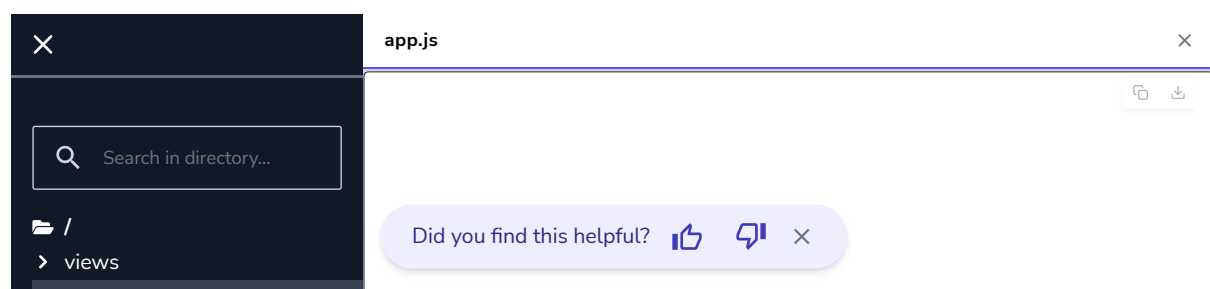 app.js
Search in directory...
/
views
Did you find this helpful?